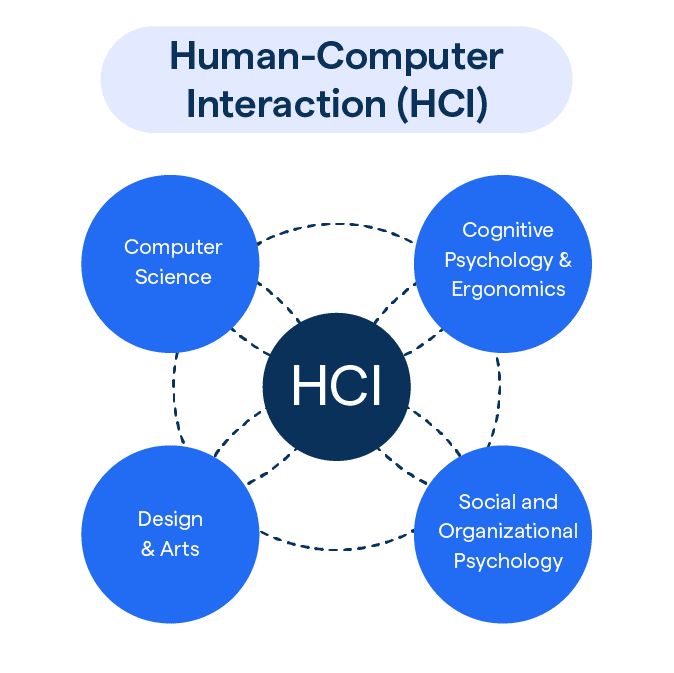 Human-Computer
Interaction (HCI)
Computer
Science
Cognitive
Psychology &
Ergonomics
HCI
Design
& Arts
Social and
Organizational
Psychology